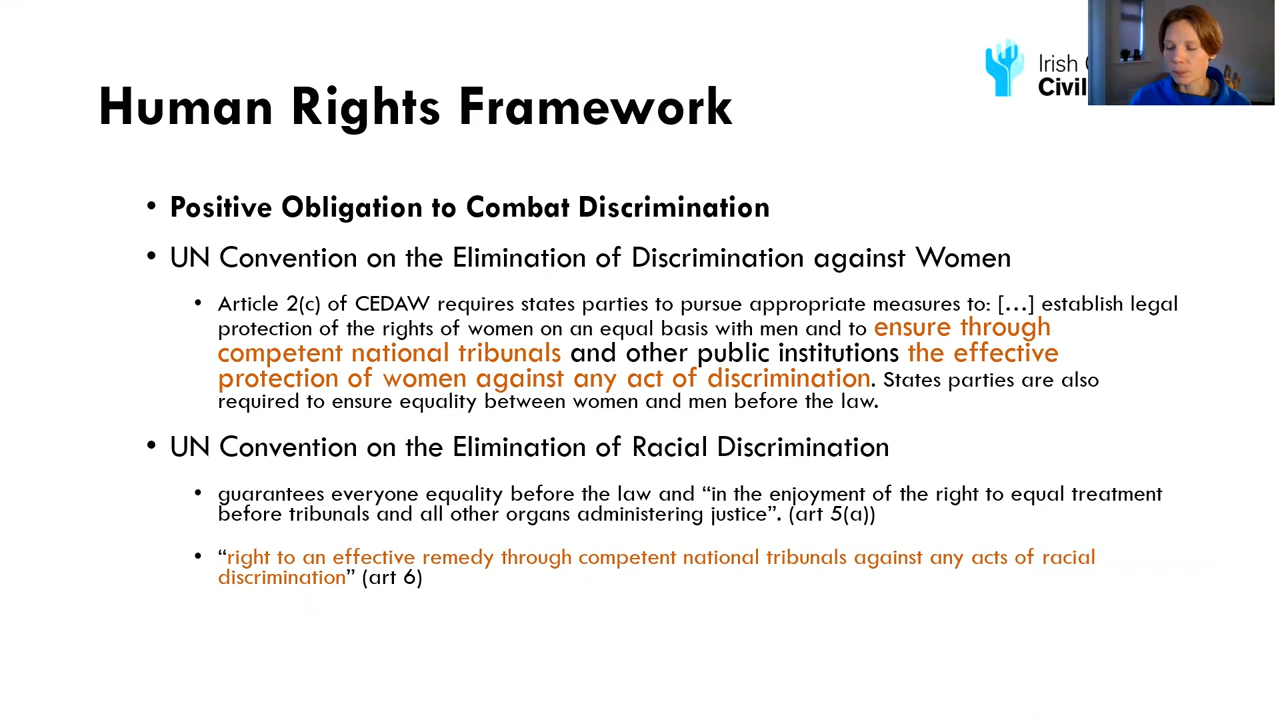 Irish
Civil
Human Rights Framework
• Positive Obligation to Combat Discrimination
• UN Convention on the Elimination of Discrimination against Women
• Article 2(c) of CEDAW requires states parties to pursue appropriate measures to: […] establish legal
protection of the rights of women on an equal basis with men and to ensure through
competent national tribunals and other public institutions the effective
protection of women against any act of discrimination. States parties are also
required to ensure equality between women and men before the law.
• UN Convention on the Elimination of Racial Discrimination
• guarantees everyone equality before the law and “in the enjoyment of the right to equal treatment
before tribunals and all other organs administering justice”. (art 5(a))
• “right to an effective remedy through competent national tribunals against any acts of racial
discrimination” (art 6)